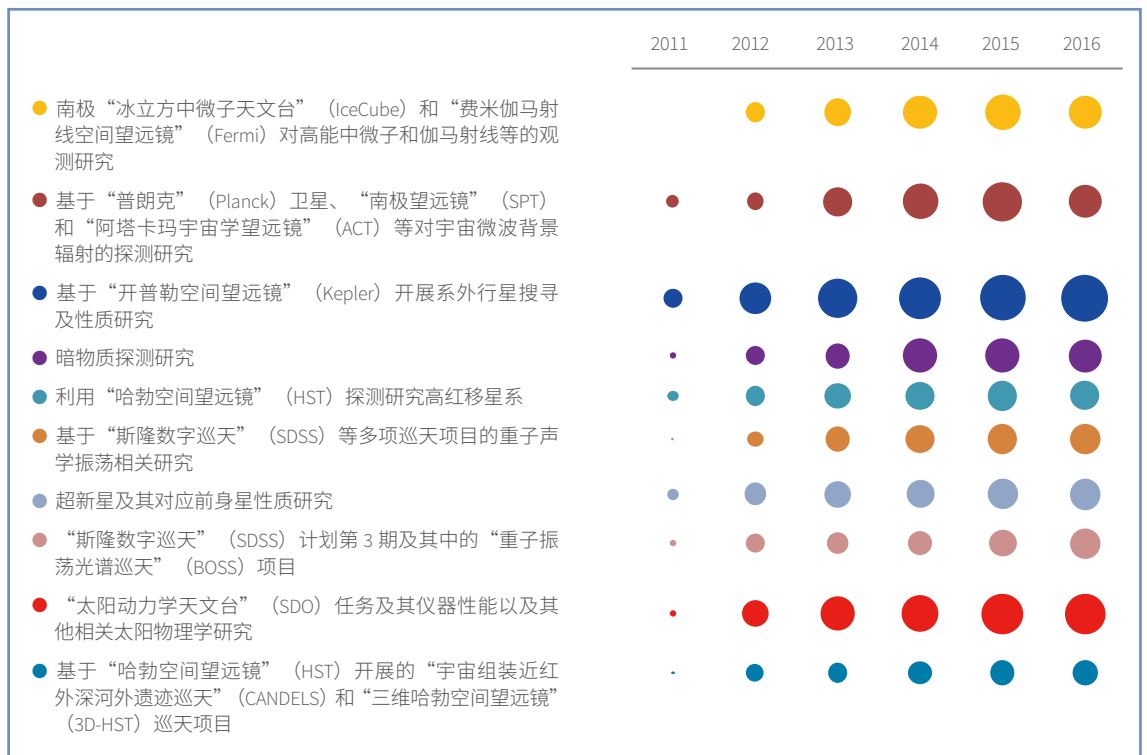 2011 2012 2013 2014 2015 2016
南极“冰立方中微子天文台”（IceCube）和“费米伽马射
线空间望远镜”（Fermi）对高能中微子和伽马射线等的观
测研究
基于“普朗克”（Planck）卫星、“南极望远镜”（SPT）
和“阿塔卡玛宇宙学望远镜”（ACT）等对宇宙微波背景
辐射的探测研究
基于“开普勒空间望远镜”（Kepler）开展系外行星搜寻
及性质研究
暗物质探测研究
利用“哈勃空间望远镜”（HST）探测研究高红移星系
基于“斯隆数字巡天”（SDSS）等多项巡天项目的重子声
学振荡相关研究
超新星及其对应前身星性质研究
“斯隆数字巡天”（SDSS）计划第 3 期及其中的“重子振
荡光谱巡天”（BOSS）项目
“太阳动力学天文台”（SDO）任务及其仪器性能以及其
他相关太阳物理学研究
基于“哈勃空间望远镜”（HST）开展的“宇宙组装近红
外深河外遗迹巡天”（CANDELS）和“三维哈勃空间望远镜”
（3D-HST）巡天项目